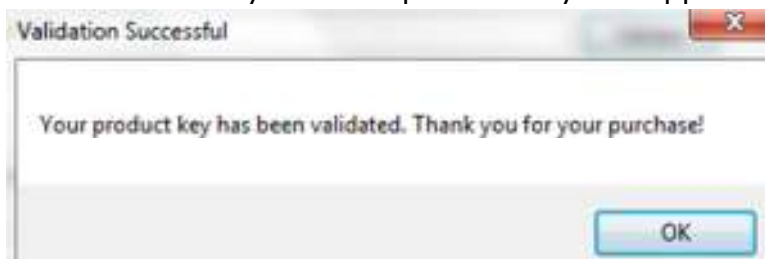 Validation Successful
Your product key has been validated. Thank you for your purchase!
OK